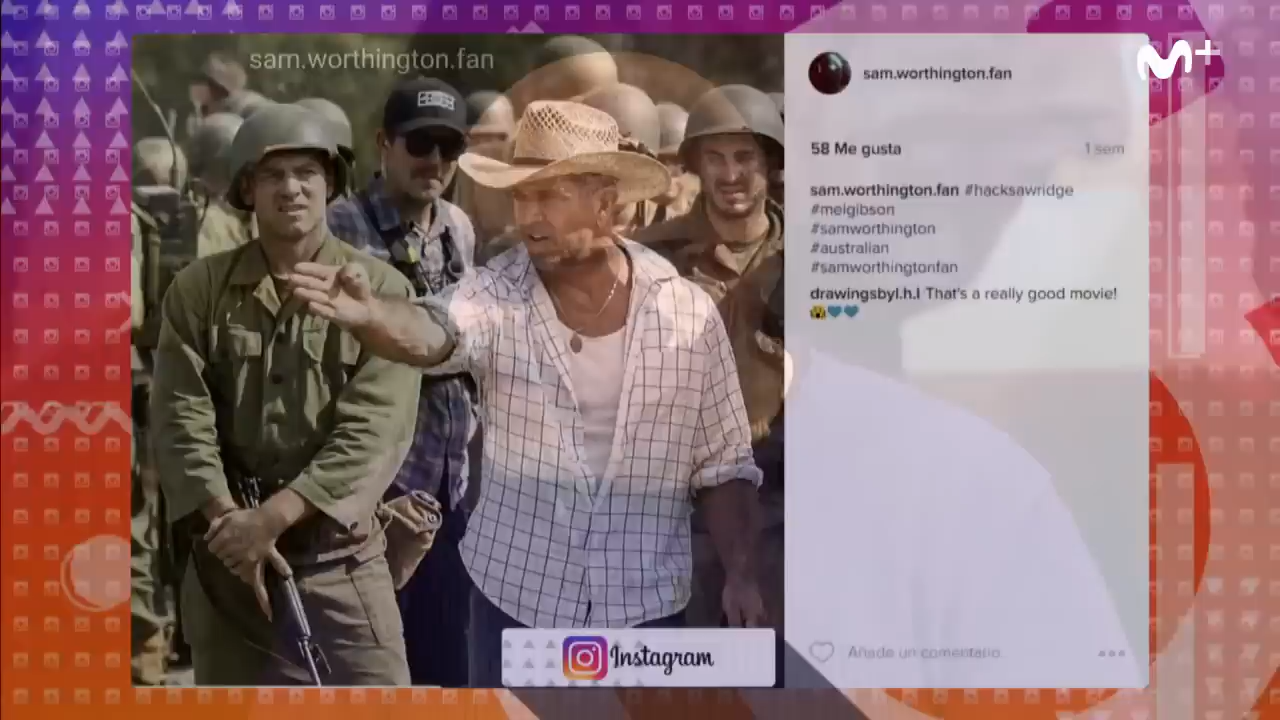 sam.worthington.fan
M+
sam.worthington.fan
58 Me gusta
1 sem
sam.worthington.fan #hacksawridge
#melgibson
#samworthington
#australian
#samworthingtonfan
drawingsbyl.h.l That's a really good movie!
Añade un comentario.
Instagram